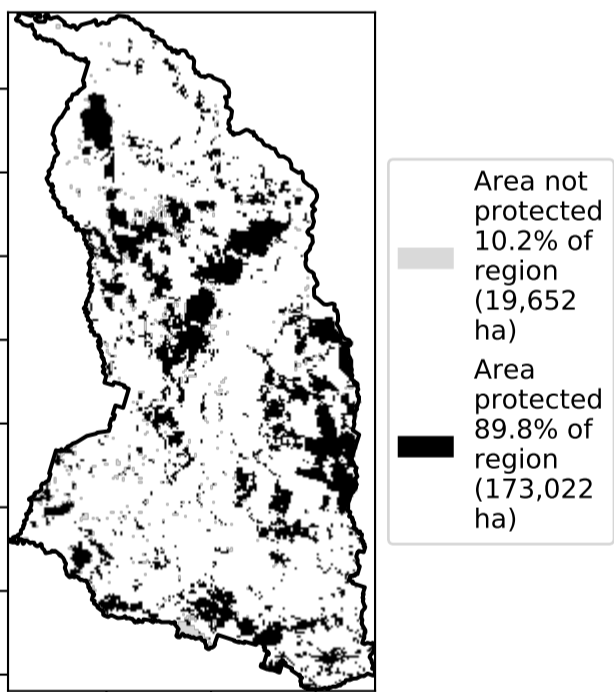 Area not
protected
10.2% of
region
(19,652
ha)
Area
protected
89.8% of
region
(173,022
ha)